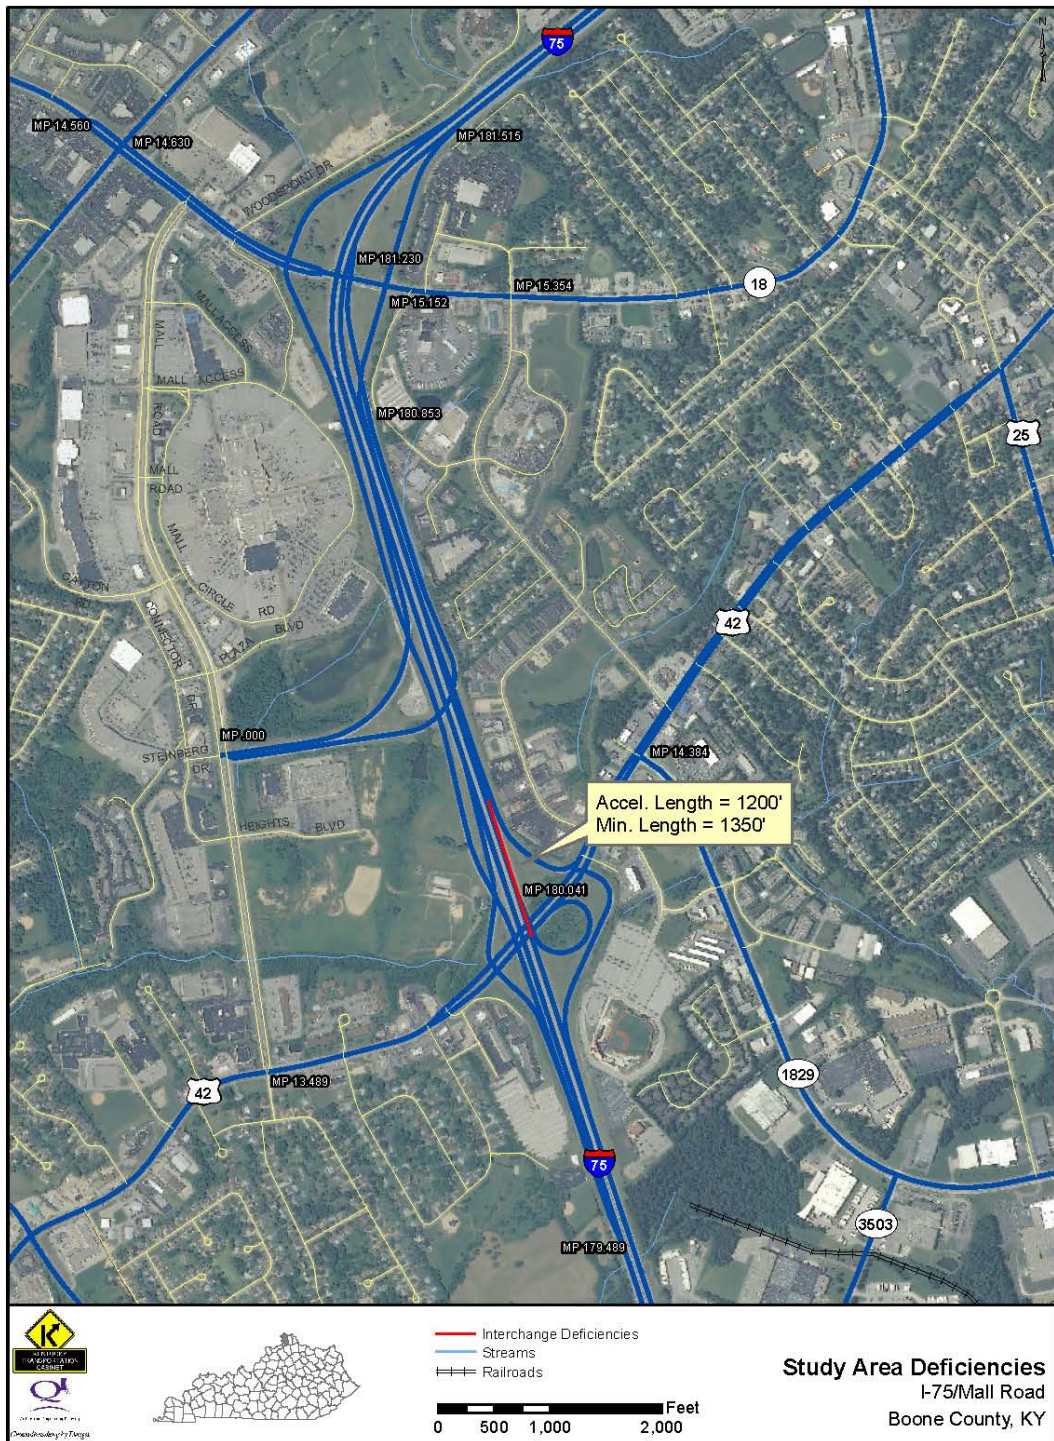 N
75
MP 14.560
MP 14.630
MP 181.515
WOODSPOINT DR
MP 181.230
MP 15.354
18
MP 15.152
MALL ACCESS
MALL
ROAD
MALL ACCESS
MP 180.853
25
MALL
ROAD
MALL
CIRCLE
RD
CAYTON
RD
CONNECTOR
DR
PLAZA
BLVD
42
MP .000
STEINBERG
DR
MP 14.384
Accel. Length = 1200'
Min. Length = 1350'
HEIGHTS BLVD
MP 180.041
1829
42
MP 13.489
75
3503
MP 179.489
KENTUCKY
TRANSPORTATION
CABINET
Interchange Deficiencies
Streams
Railroads
Feet
0 500 1,000 2,000
Study Area Deficiencies
I-75/Mall Road
Boone County, KY